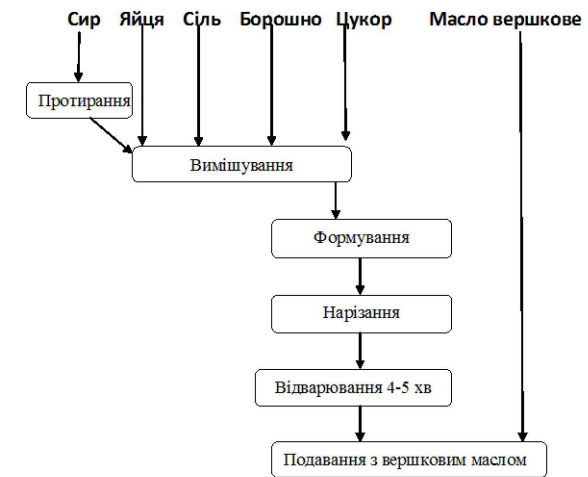 Сир Яйця Сіль Борошно Цукор Масло вершкове
Протирання
Вимішування
Формування
Нарізання
Відварювання 4-5 хв
Подавання з вершковим маслом